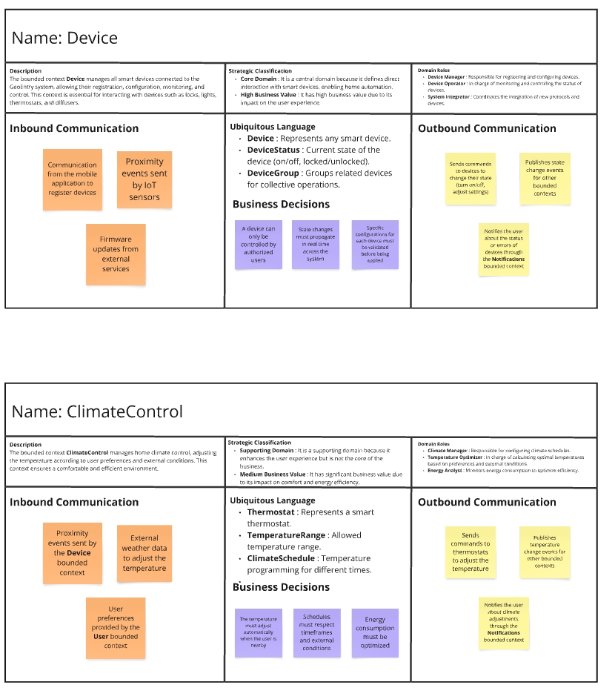 Name: Device
Description
The bounded context Device manages all smart devices connected to the
GeoEntry system, allowing their registration, configuration, monitoring, and
control. This context is essential for interacting with devices such as locks, lights,
thermostats, and diffusers.
Strategic Classification
• Core Domain : It is a central domain because it defines direct
interaction with smart devices, enabling home automation.
• High Business Value : It has high business value due to its
impact on the user experience.
Domain Roles
• Device Manager : Responsible for registering and configuring devices.
• Device Operator : In charge of monitoring and controlling the status of
devices.
• System Integrator : Coordinates the integration of new protocols and
devices.
Inbound Communication
Communication
from the mobile
application to
register devices
Proximity
events sent
by IoT
sensors
Firmware
updates from
external
services
Ubiquitous Language
• Device : Represents any smart device.
• DeviceStatus : Current state of the
device (on/off, locked/unlocked).
• DeviceGroup : Groups related devices
for collective operations.
Business Decisions
A device can
only be
controlled by
authorized
users
State changes
must propagate
in real time
across the
system
Specific
configurations for
each device must
be validated
before being
applied
Outbound Communication
Sends commands
to devices to
change their state
(turn on/off,
adjust settings)
Publishes state
change events
for other
bounded
contexts
Notifies the user
about the status
or errors of
devices through
the Notifications
bounded context
Name: ClimateControl
Description
The bounded context ClimateControl manages home climate control, adjusting
the temperature according to user preferences and external conditions. This
context ensures a comfortable and efficient environment.
Strategic Classification
• Supporting Domain : It is a supporting domain because it
enhances the user experience but is not the core of the
business.
• Medium Business Value : It has significant business value due
to its impact on comfort and energy efficiency.
Domain Roles
• Climate Manager : Responsible for configuring climate schedules.
• Temperature Optimizer : In charge of calculating optimal temperatures
based on preferences and external conditions.
• Energy Analyst : Monitors energy consumption to optimize efficiency.
Inbound Communication
Proximity
events sent by
the Device
bounded
context
External
weather data
to adjust the
temperature
User
preferences
provided by the
User bounded
context
Ubiquitous Language
• Thermostat : Represents a smart
thermostat.
• TemperatureRange : Allowed
temperature range.
• ClimateSchedule : Temperature
programming for different times.
Business Decisions
The temperature
must adjust
automatically
when the user is
nearby
Schedules
must respect
timeframes
and external
conditions
Energy
consumption
must be
optimized
Outbound Communication
Sends
commands to
thermostats
to adjust the
temperature
Publishes
temperature
change events for
other bounded
contexts
Notifies the user
about climate
adjustments
through the
Notifications
bounded context